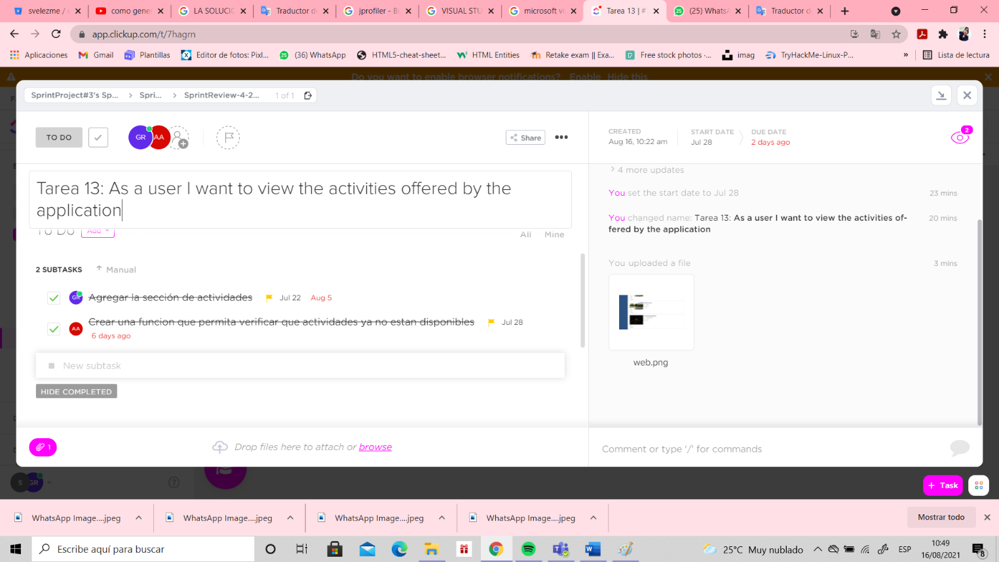 svelezme / c
como gener
LA SOLUCIO
Traductor d
jprofiler - B
VISUAL STU
microsoft vi
Tarea 13 | #
(25) WhatsA
Traductor d
app.clickup.com/t/7hagrn
Aplicaciones
Gmail
Plantillas
Editor de fotos: Pixl...
(36) WhatsApp
HTML5-cheat-sheet...
HTML Entities
Retake exam || Exa...
Free stock photos ·...
imag
TryHackMe-Linux-P...
»
Lista de lectura
Do you want to enable browser notifications? Enable Hide this
SprintProject#3's Sp... > Spri... > SprintReview-4-2... 1 of 1
TO DO
GR
AA
Share
CREATED
Aug 16, 10:22 am
START DATE
Jul 28
DUE DATE
2 days ago
2
Tarea 13: As a user I want to view the activities offered by the
application
To Do
Add
All
Mine
2 SUBTASKS
Manual
GR
Agregar la sección de actividades
Jul 22
Aug 5
AA
Crear una funcion que permita verificar que actividades ya no estan disponibles
Jul 28
6 days ago
New subtask
HIDE COMPLETED
4 more updates
You set the start date to Jul 28
23 mins
You changed name: Tarea 13: As a user I want to view the activities of-
fered by the application
20 mins
You uploaded a file
3 mins
web.png
1
Drop files here to attach or browse
Comment or type '/' for commands
S
GR
+ Task
WhatsApp Image....jpeg
WhatsApp Image....jpeg
WhatsApp Image....jpeg
WhatsApp Image....jpeg
Mostrar todo
Escribe aquí para buscar
25°C Muy nublado
ESP
10:49
16/08/2021
8